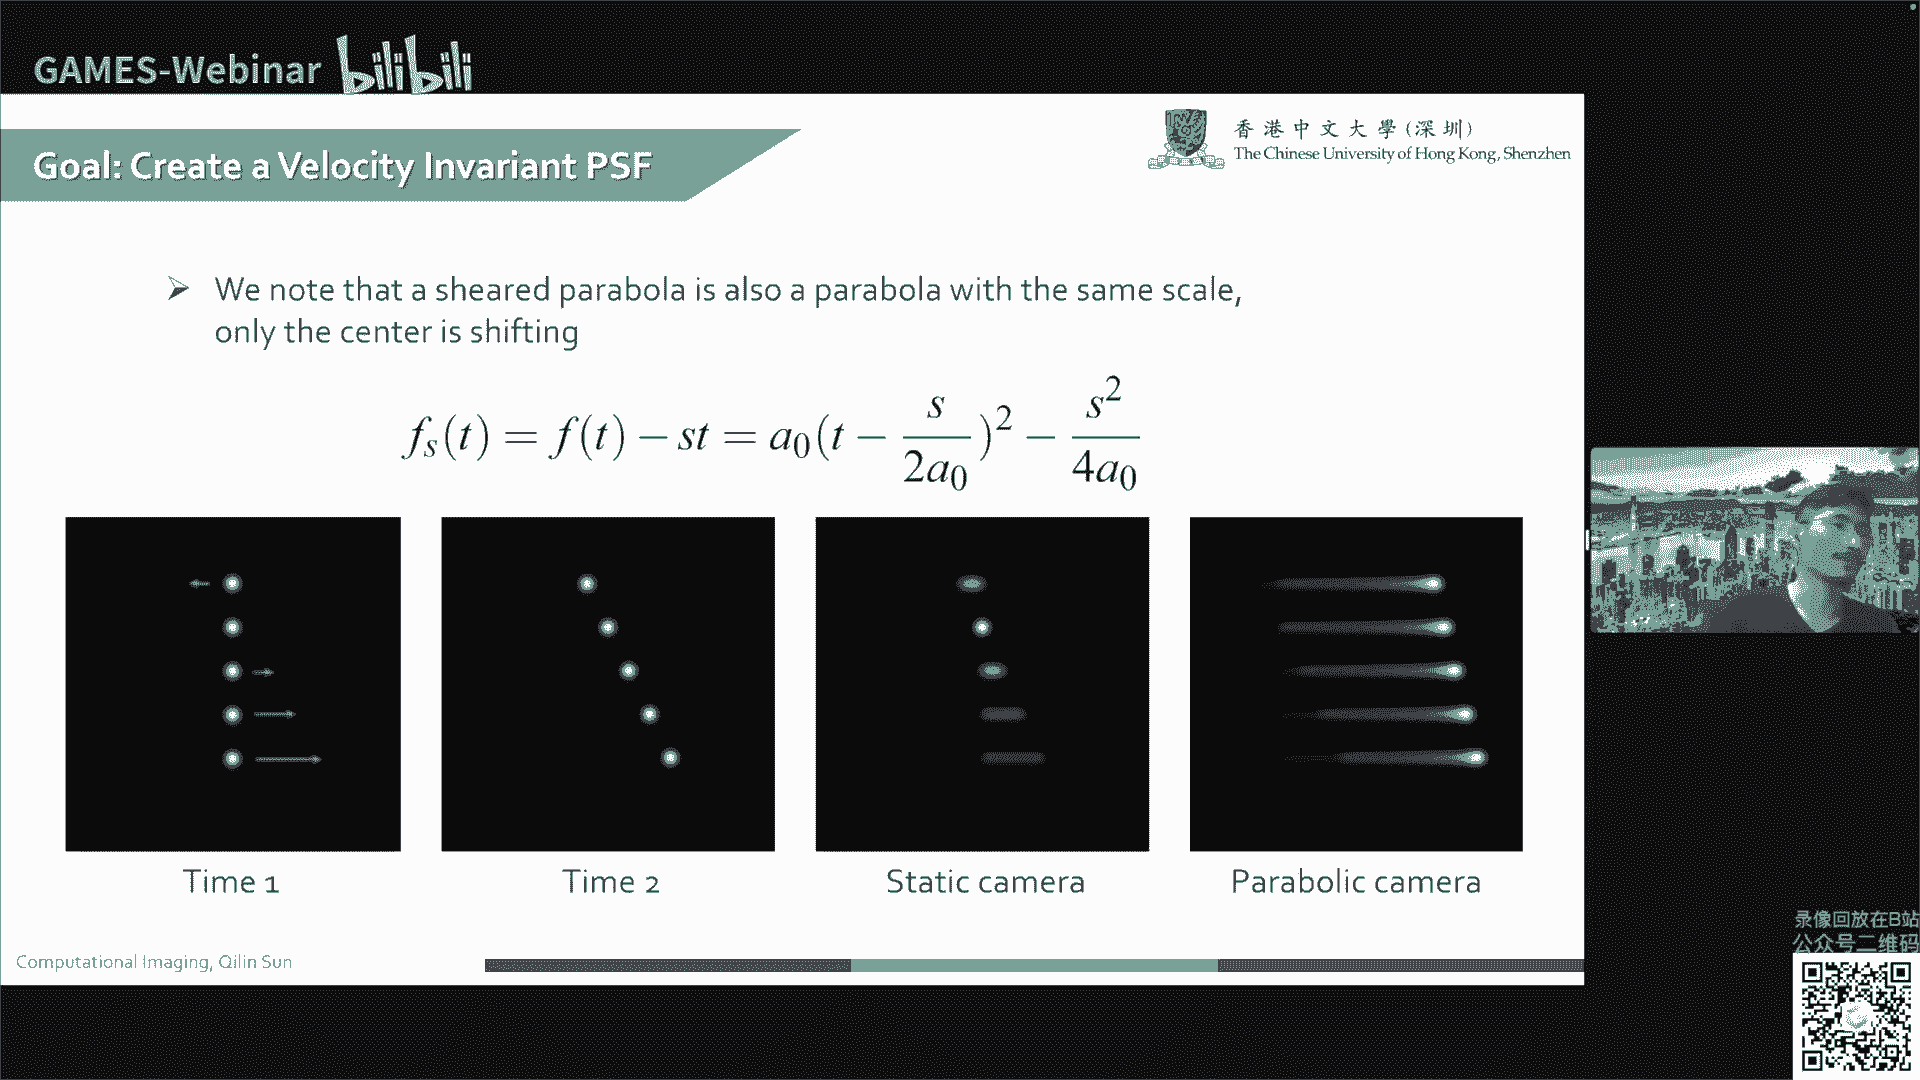 GAMES-Webinar bilibili
香港中文大學(深圳)
The Chinese University of Hong Kong, Shenzhen
Goal: Create a Velocity Invariant PSF
➢ We note that a sheared parabola is also a parabola with the same scale,
only the center is shifting
f_s(t) = f(t) − st = a_0(t − s/(2a_0))^2 − s^2/(4a_0)
Time 1
Time 2
Static camera
Parabolic camera
Computational Imaging, Qilin Sun
录像回放在B站
公众号二维码